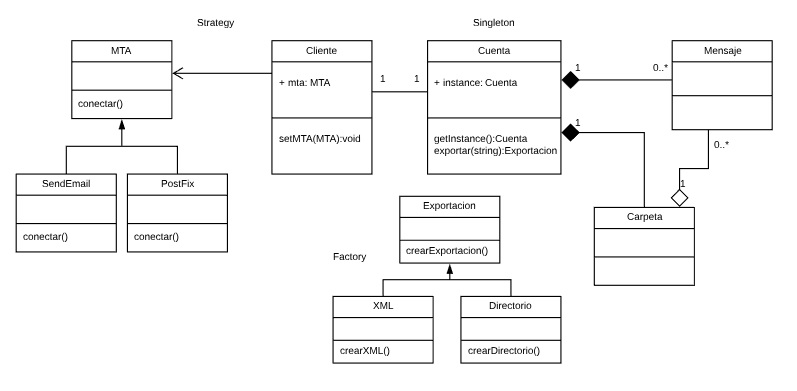 Strategy
Singleton
MTA
conectar()
Cliente
+ mta: MTA
setMTA(MTA):void
1
1
Cuenta
+ instance: Cuenta
getInstance():Cuenta
exportar(string):Exportacion
1
0..*
Mensaje
1
0..*
1
Carpeta
SendEmail
conectar()
PostFix
conectar()
Factory
Exportacion
crearExportacion()
XML
crearXML()
Directorio
crearDirectorio()